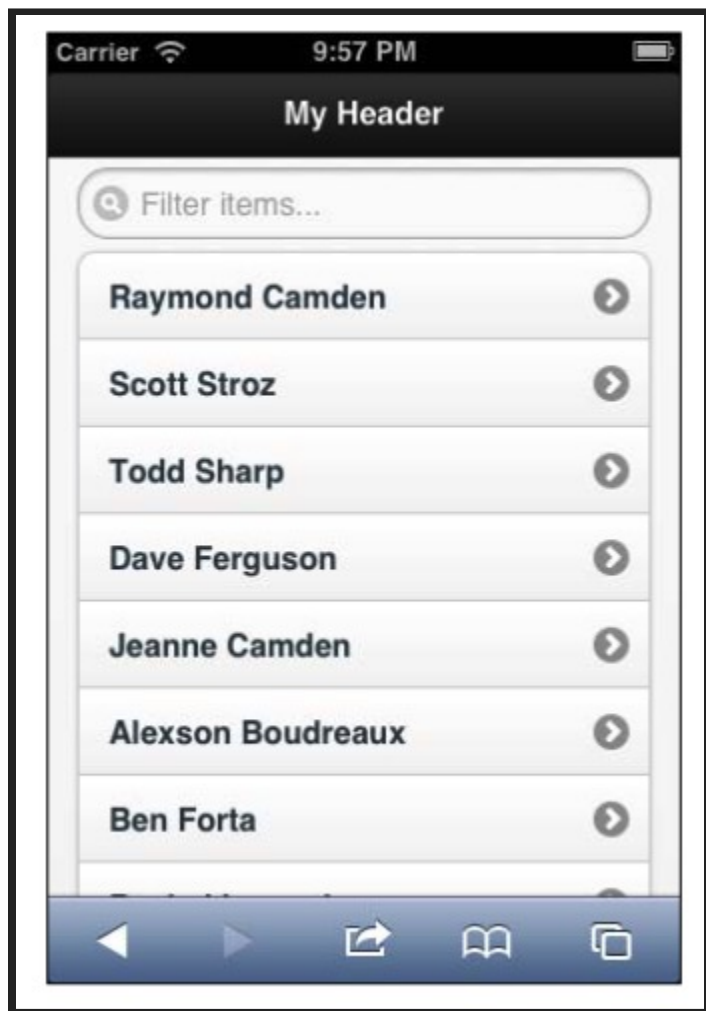 Carrier 9:57 PM
My Header
Filter items...
Raymond Camden
Scott Stroz
Todd Sharp
Dave Ferguson
Jeanne Camden
Alexson Boudreaux
Ben Forta